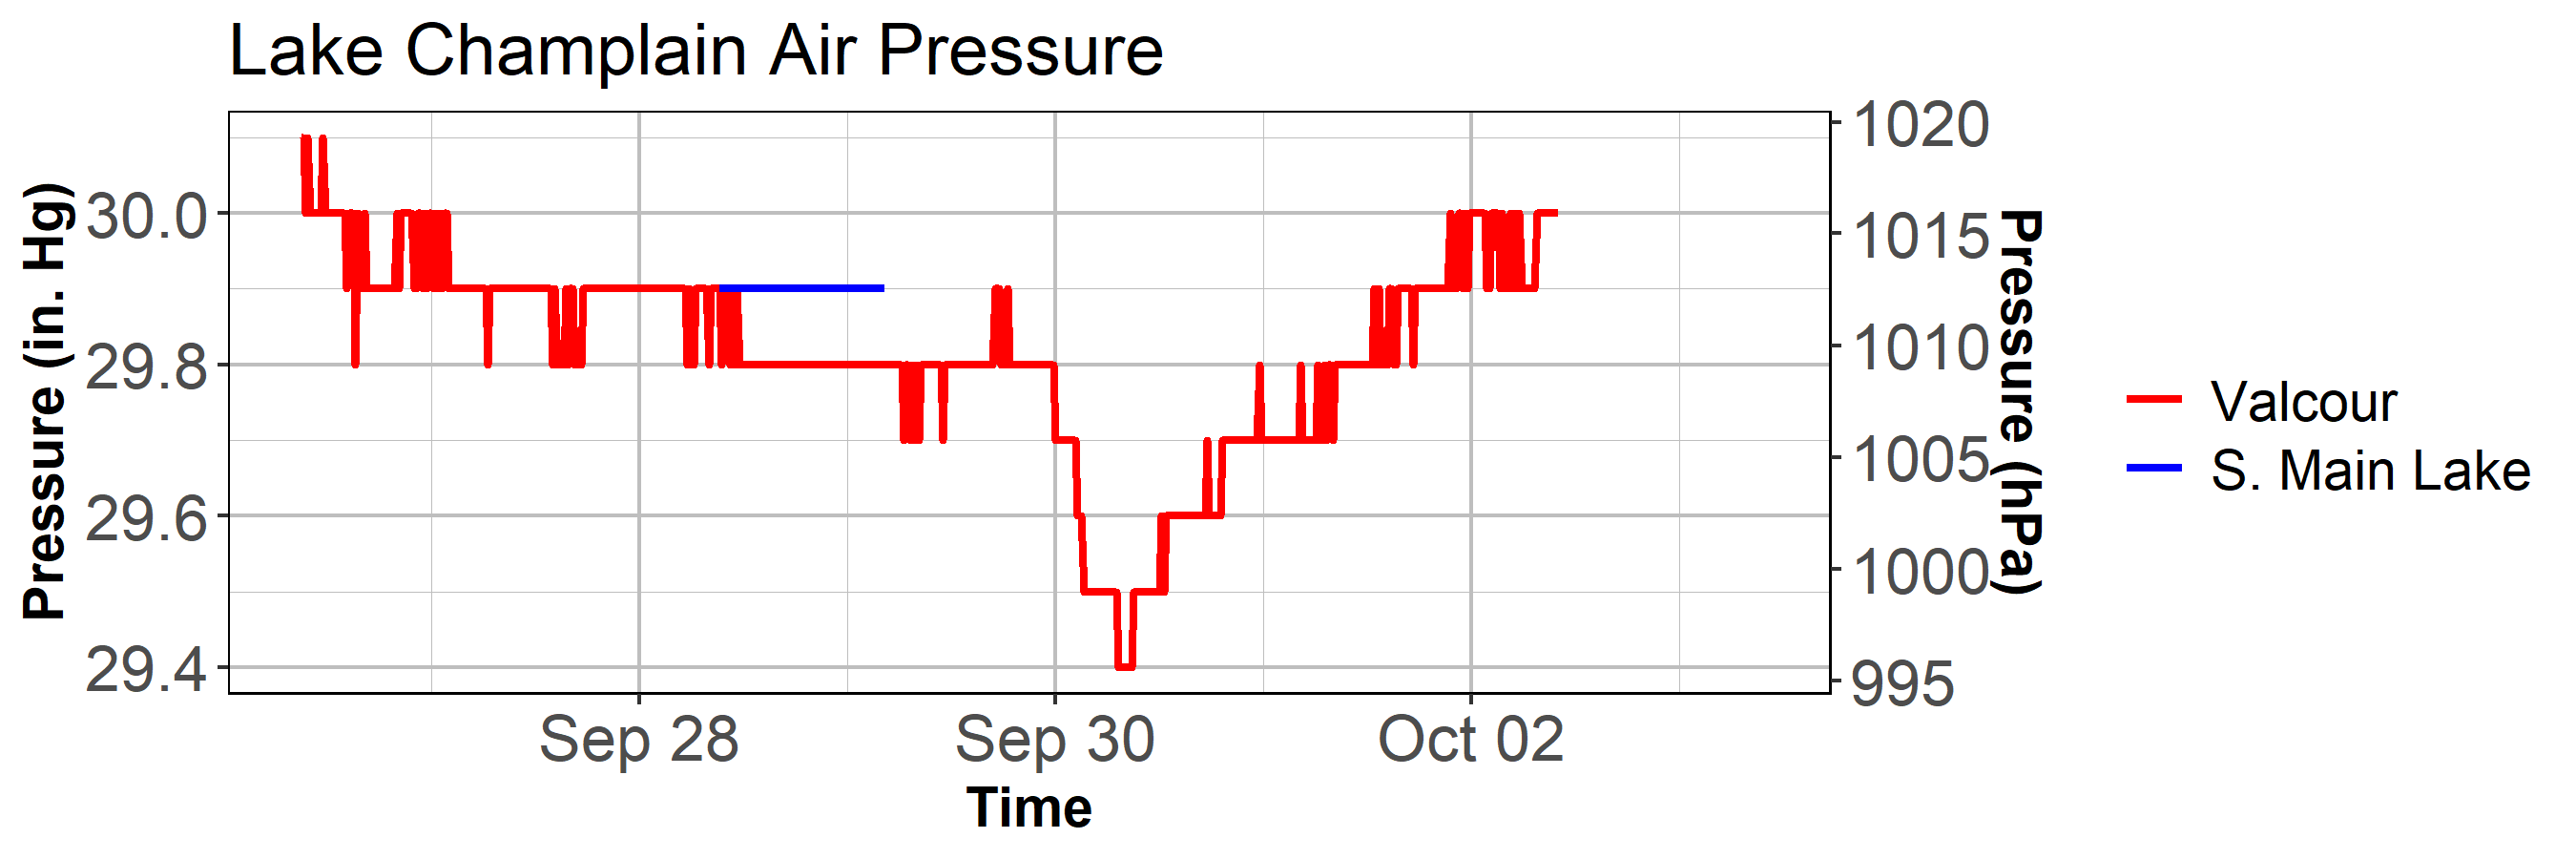 Lake Champlain Air Pressure
Pressure (in. Hg)
30.0
29.8
29.6
29.4
1020
1015
1010
1005
1000
995
Pressure (hPa)
Sep 28
Sep 30
Oct 02
Time
Valcour
S. Main Lake